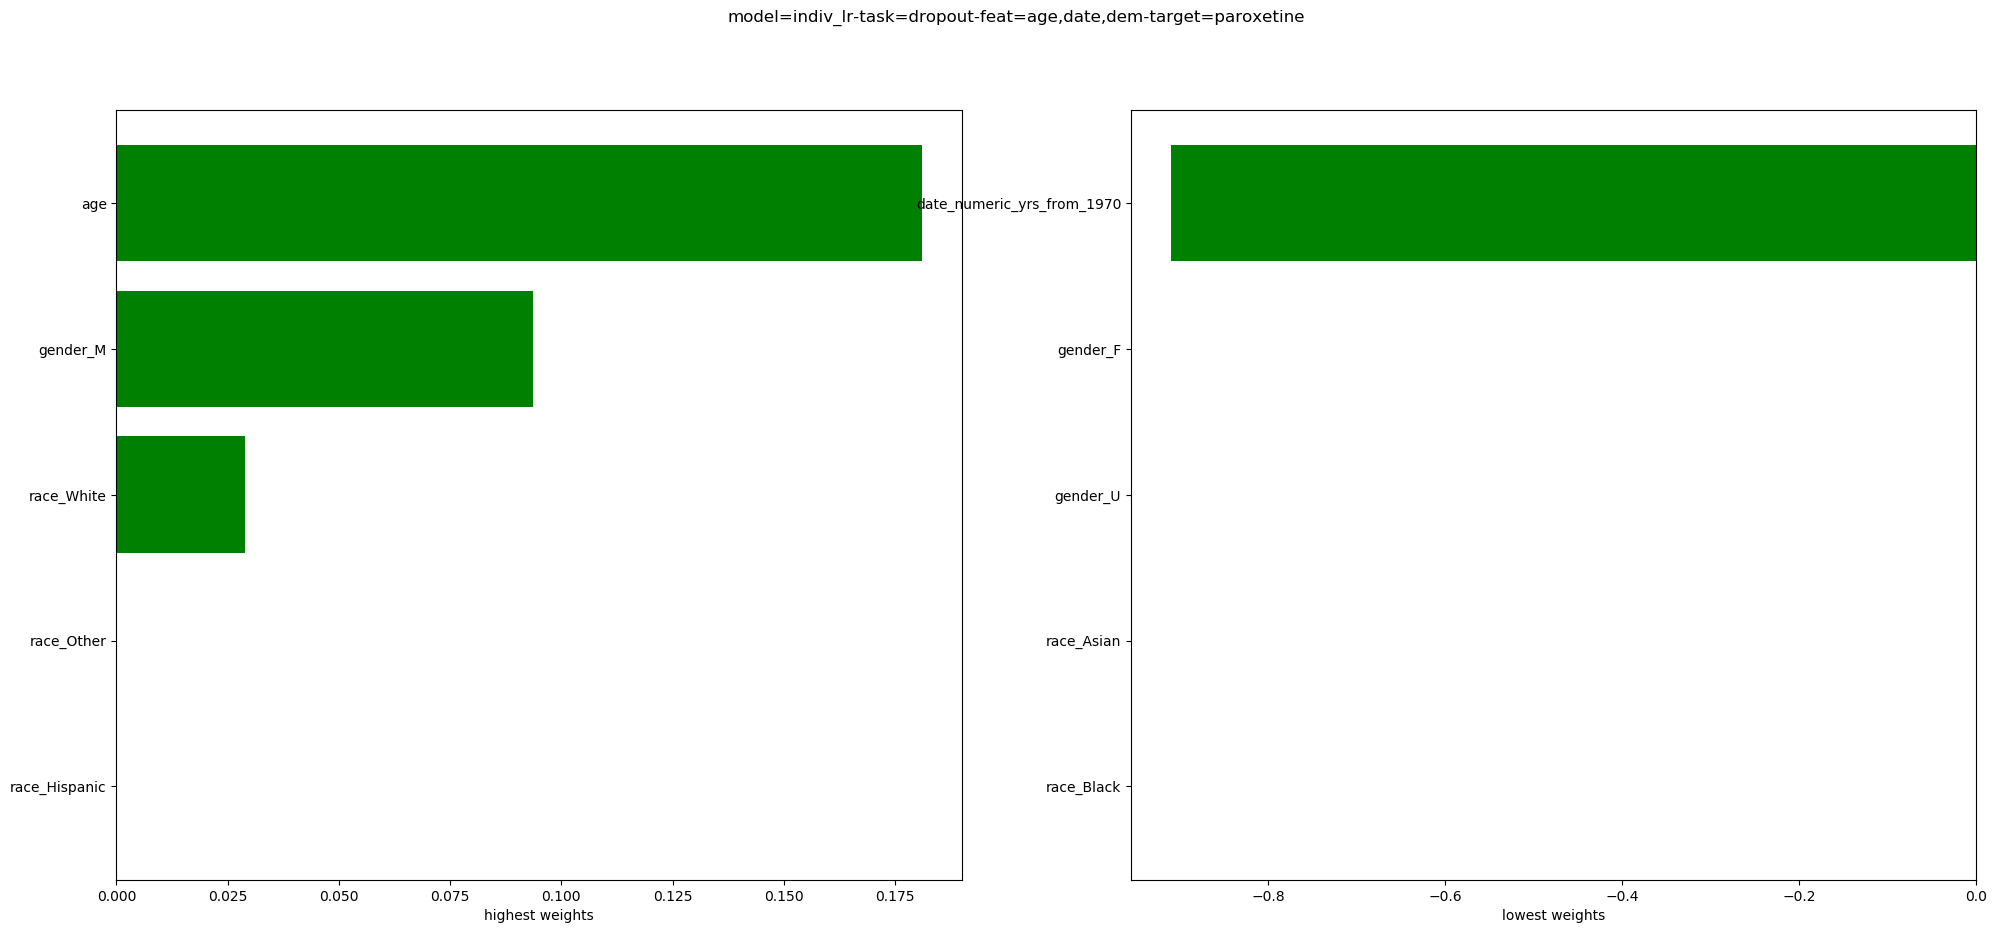 model=indiv_lr-task=dropout-feat=age,date,dem-target=paroxetine
age
gender_M
race_White
race_Other
race_Hispanic
0.000 0.025 0.050 0.075 0.100 0.125 0.150 0.175
highest weights
date_numeric_yrs_from_1970
gender_F
gender_U
race_Asian
race_Black
−0.8 −0.6 −0.4 −0.2 0.0
lowest weights